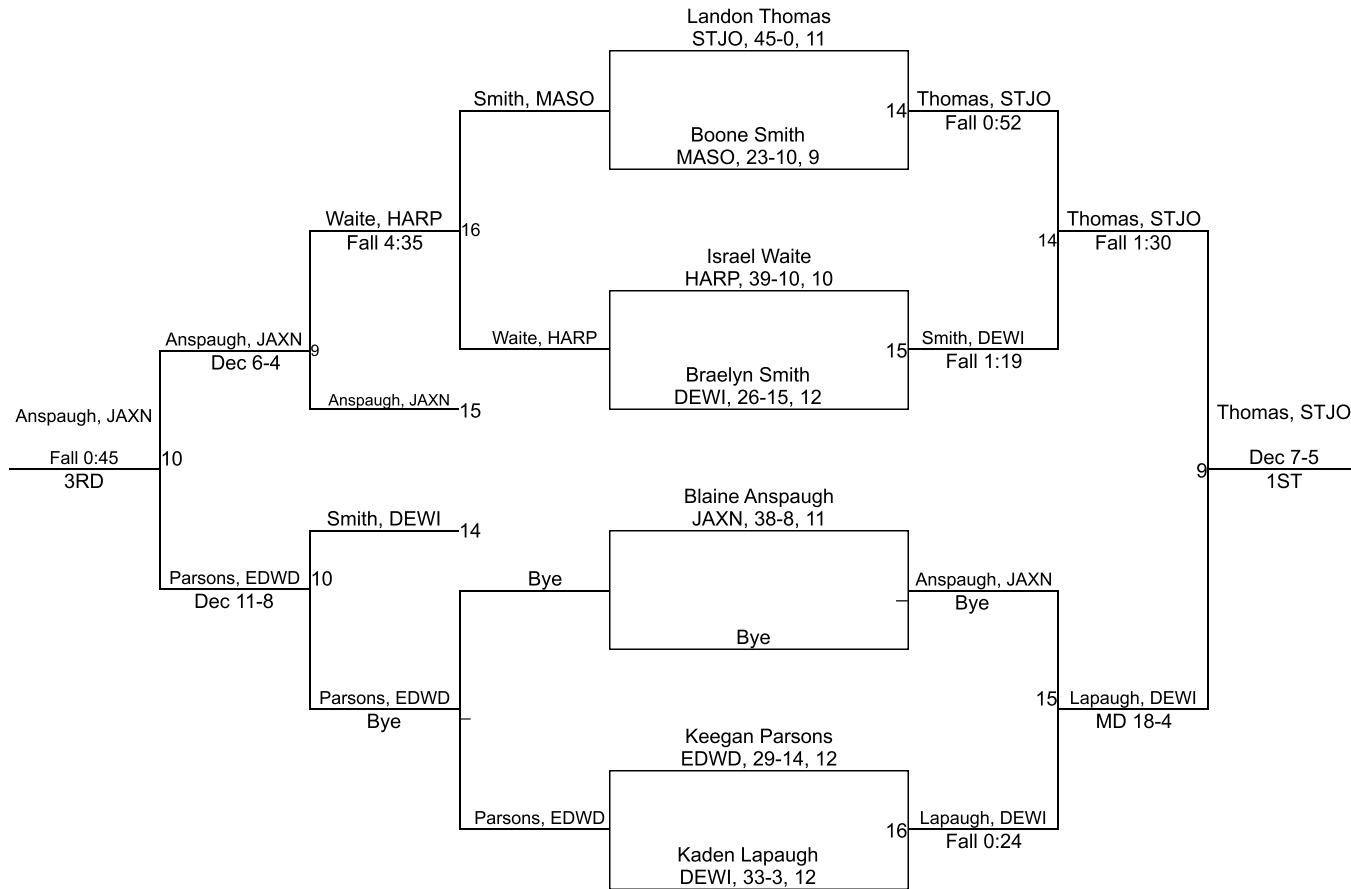 Landon Thomas
STJO, 45-0, 11
Smith, MASO
14
Thomas, STJO
Fall 0:52
Boone Smith
MASO, 23-10, 9
Waite, HARP
Fall 4:35
16
Thomas, STJO
Fall 1:30
14
Israel Waite
HARP, 39-10, 10
Waite, HARP
15
Smith, DEWI
Fall 1:19
Braelyn Smith
DEWI, 26-15, 12
Anspaugh, JAXN
Dec 6-4
9
Anspaugh, JAXN
15
Anspaugh, JAXN
Fall 0:45
3RD
10
Thomas, STJO
Dec 7-5
1ST
9
Blaine Anspaugh
JAXN, 38-8, 11
Smith, DEWI
14
Parsons, EDWD
Dec 11-8
10
Bye
Anspaugh, JAXN
Bye
Bye
Parsons, EDWD
Bye
15
Lapaugh, DEWI
MD 18-4
Keegan Parsons
EDWD, 29-14, 12
Parsons, EDWD
16
Lapaugh, DEWI
Fall 0:24
Kaden Lapaugh
DEWI, 33-3, 12